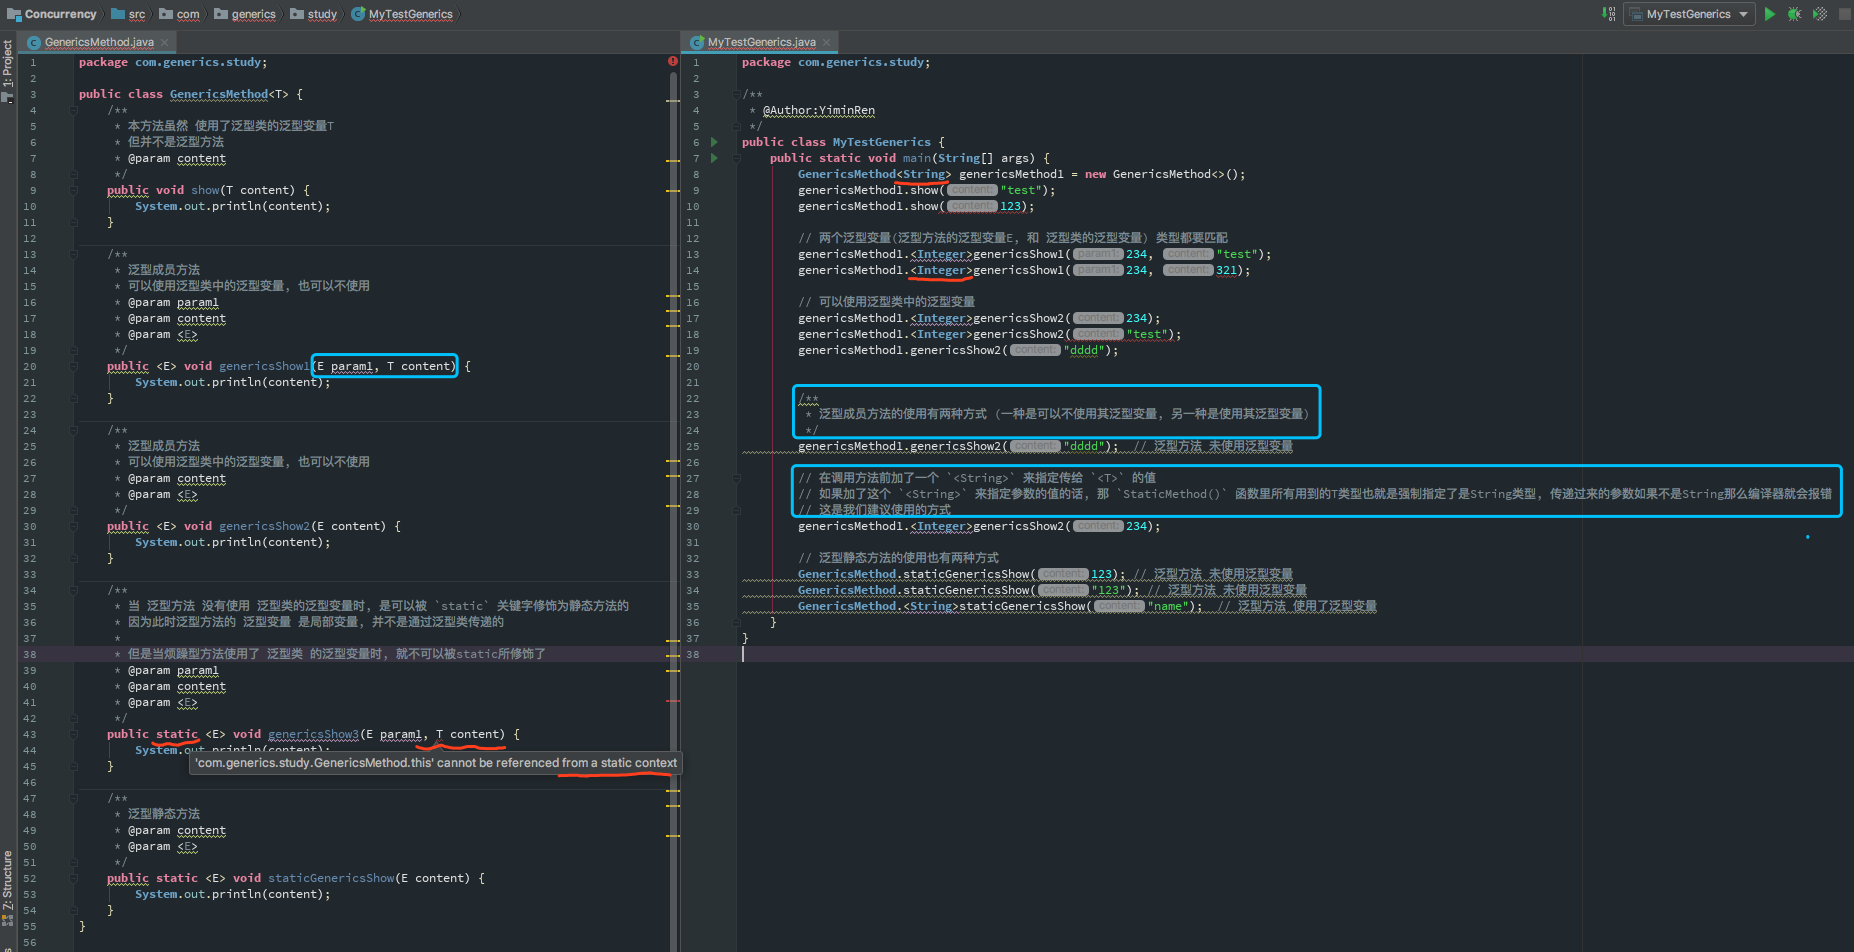 Concurrency src com generics study MyTestGenerics
MyTestGenerics
1: Project
Z: Structure
GenericsMethod.java
1 package com.generics.study;
2
3 public class GenericsMethod<T> {
4 /**
5 * 本方法虽然 使用了泛型类的泛型变量T
6 * 但并不是泛型方法
7 * @param content
8 */
9 public void show(T content) {
10 System.out.println(content);
11 }
12
13 /**
14 * 泛型成员方法
15 * 可以使用泛型类中的泛型变量, 也可以不使用
16 * @param param1
17 * @param content
18 * @param <E>
19 */
20 public <E> void genericsShow1(E param1, T content) {
21 System.out.println(content);
22 }
23
24 /**
25 * 泛型成员方法
26 * 可以使用泛型类中的泛型变量, 也可以不使用
27 * @param content
28 * @param <E>
29 */
30 public <E> void genericsShow2(E content) {
31 System.out.println(content);
32 }
33
34 /**
35 * 当 泛型方法 没有使用 泛型类的泛型变量时, 是可以被 `static` 关键字修饰为静态方法的
36 * 因为此时泛型方法的 泛型变量 是局部变量, 并不是通过泛型类传递的
37 *
38 * 但是当烦躁型方法使用了 泛型类 的泛型变量时, 就不可以被static所修饰了
39 * @param param1
40 * @param content
41 * @param <E>
42 */
43 public static <E> void genericsShow3(E param1, T content) {
44 System.out.println(content);
'com.generics.study.GenericsMethod.this' cannot be referenced from a static context
45 }
46
47 /**
48 * 泛型静态方法
49 * @param content
50 * @param <E>
51 */
52 public static <E> void staticGenericsShow(E content) {
53 System.out.println(content);
54 }
55 }
56
MyTestGenerics.java
1 package com.generics.study;
2
3 /**
4 * @Author:YiminRen
5 */
6 public class MyTestGenerics {
7 public static void main(String[] args) {
8 GenericsMethod<String> genericsMethod1 = new GenericsMethod<>();
9 genericsMethod1.show( content: "test");
10 genericsMethod1.show( content: 123);
11
12 // 两个泛型变量(泛型方法的泛型变量E, 和 泛型类的泛型变量) 类型都要匹配
13 genericsMethod1.<Integer>genericsShow1( param1: 234, content: "test");
14 genericsMethod1.<Integer>genericsShow1( param1: 234, content: 321);
15
16 // 可以使用泛型类中的泛型变量
17 genericsMethod1.<Integer>genericsShow2( content: 234);
18 genericsMethod1.<Integer>genericsShow2( content: "test");
19 genericsMethod1.genericsShow2( content: "dddd");
20
21
22 /**
23 * 泛型成员方法的使用有两种方式 (一种是可以不使用其泛型变量, 另一种是使用其泛型变量)
24 */
25 genericsMethod1.genericsShow2( content: "dddd"); // 泛型方法 未使用泛型变量
26
27 // 在调用方法前加了一个 `<String>` 来指定传给 `<T>` 的值
28 // 如果加了这个 `<String>` 来指定参数的值的话, 那 `StaticMethod()` 函数里所有用到的T类型也就是强制指定了是String类型, 传递过来的参数如果不是String那么编译器就会报错
29 // 这是我们建议使用的方式
30 genericsMethod1.<Integer>genericsShow2( content: 234);
31
32 // 泛型静态方法的使用也有两种方式
33 GenericsMethod.staticGenericsShow( content: 123); // 泛型方法 未使用泛型变量
34 GenericsMethod.staticGenericsShow( content: "123"); // 泛型方法 未使用泛型变量
35 GenericsMethod.<String>staticGenericsShow( content: "name"); // 泛型方法 使用了泛型变量
36 }
37 }
38